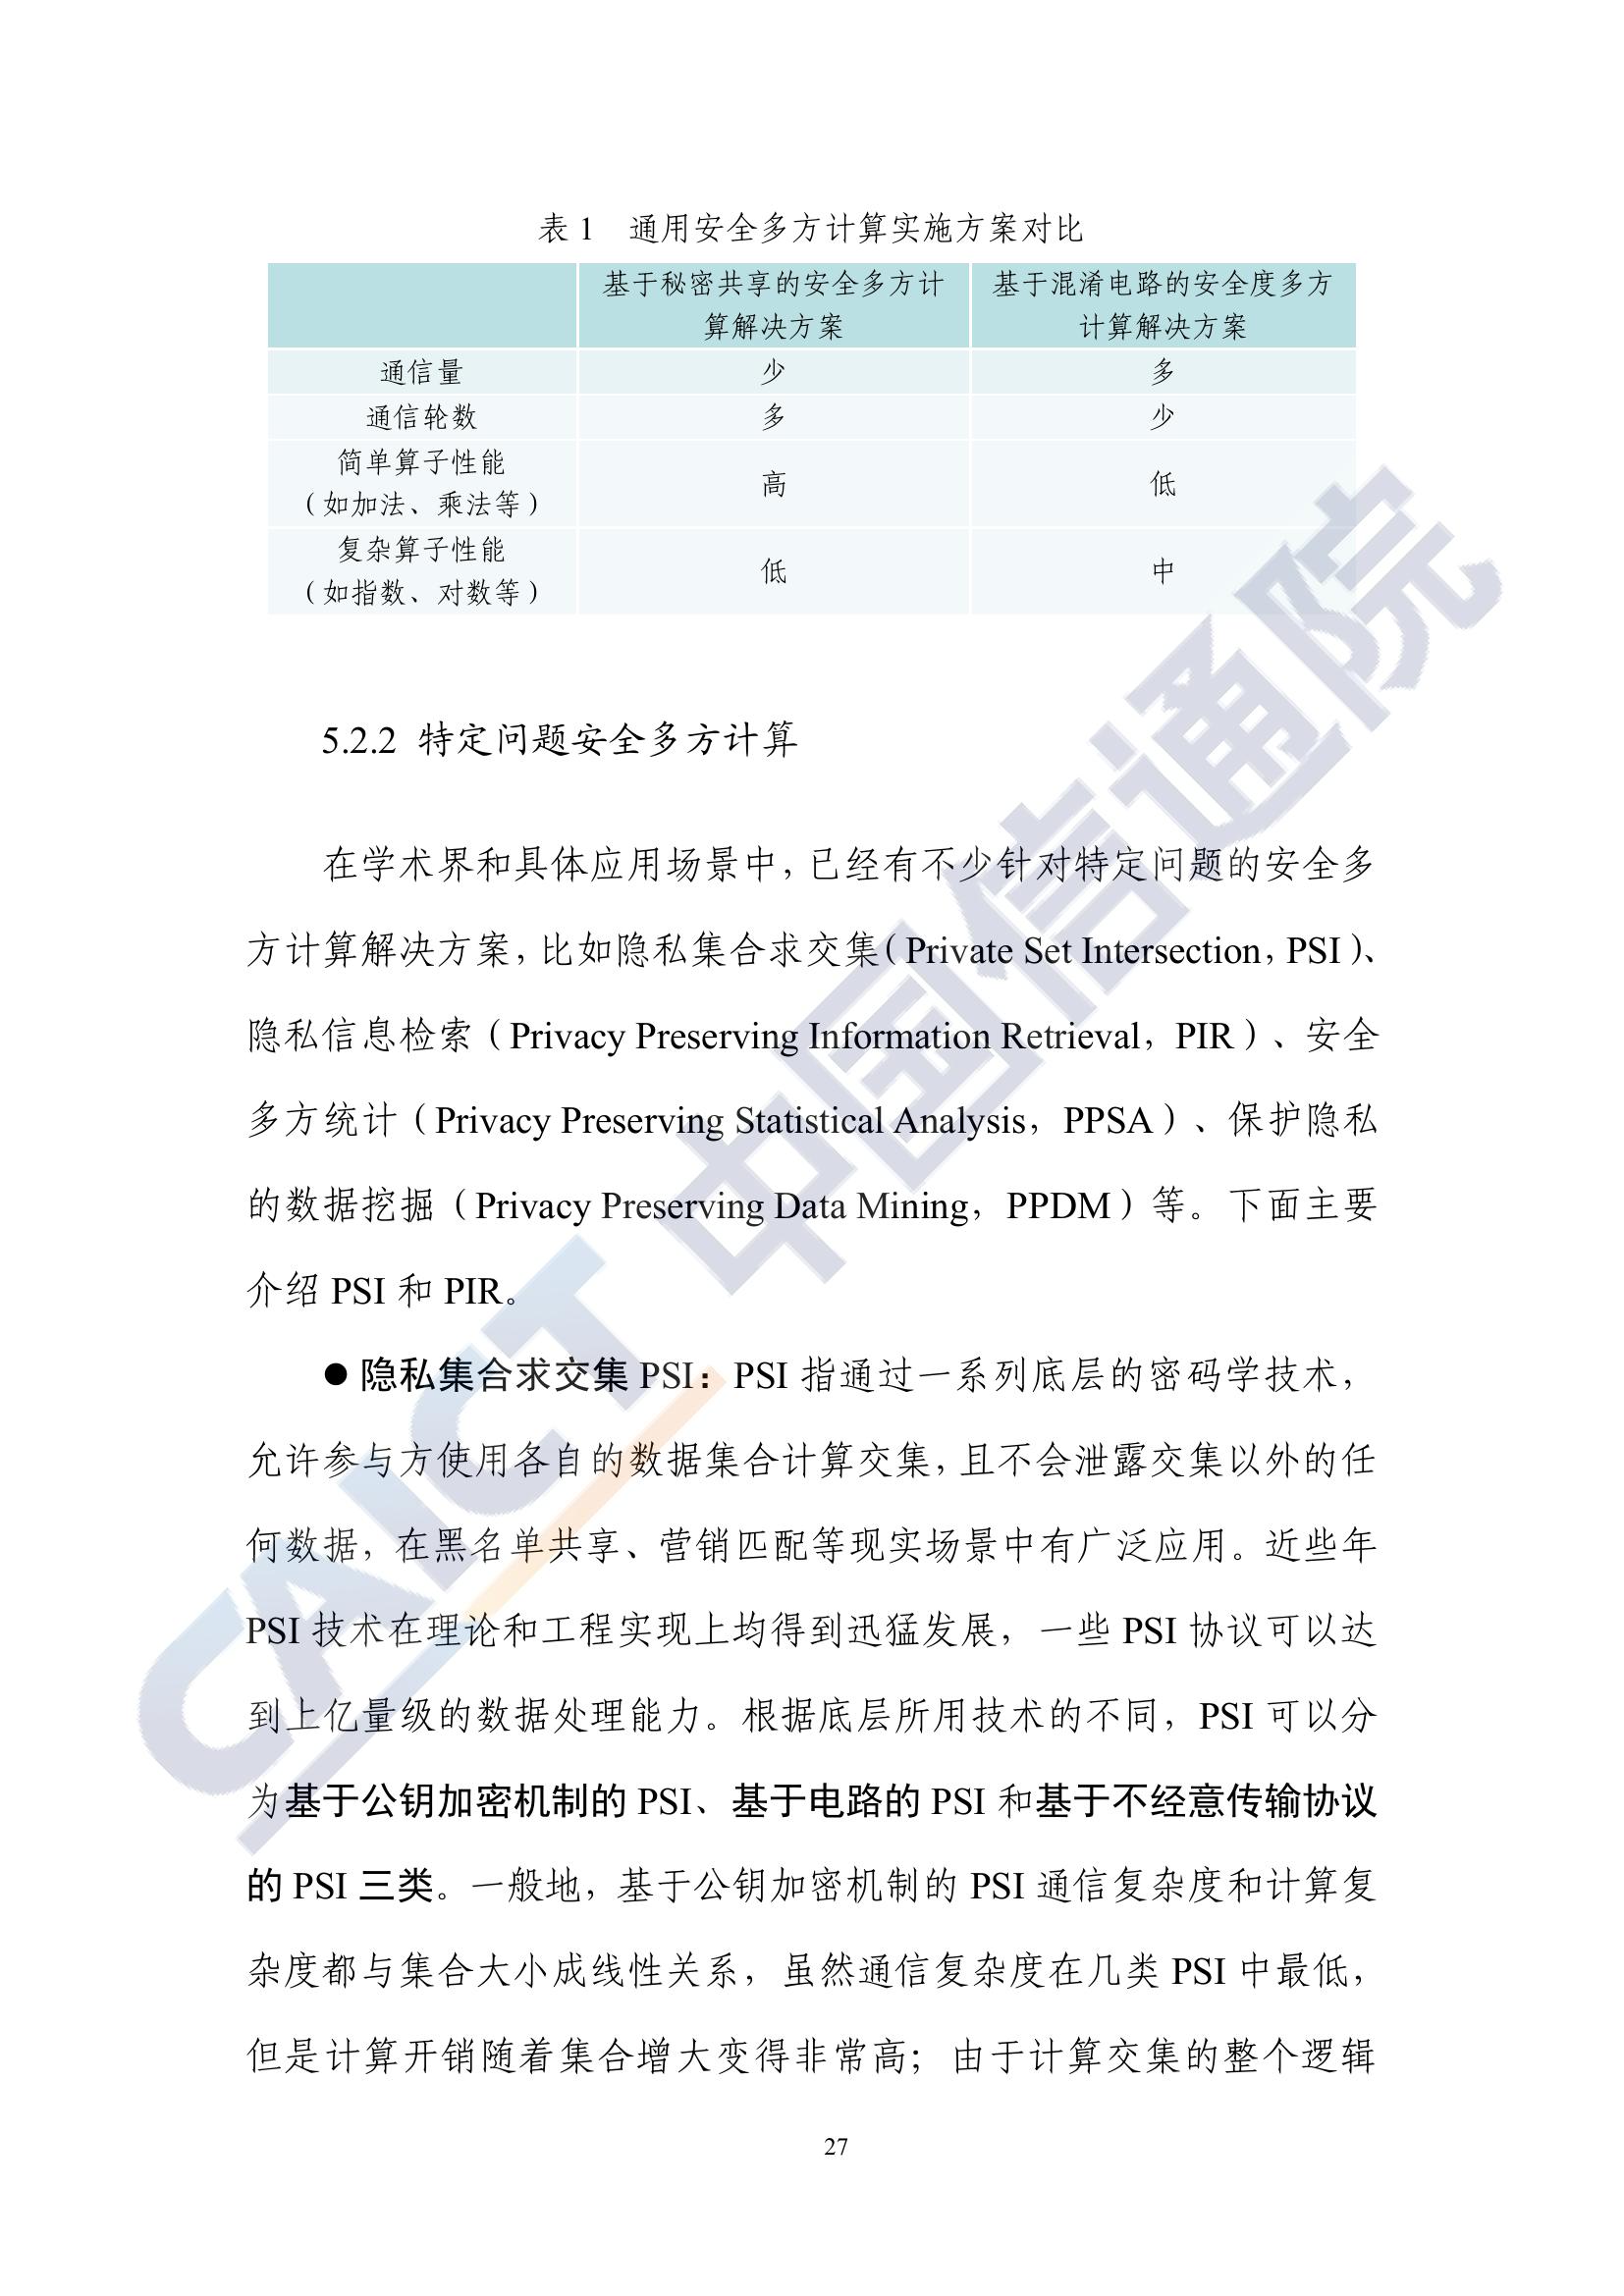 表 1 通用安全多方计算实施方案对比
基于秘密共享的安全多方计
算解决方案
基于混淆电路的安全度多方
计算解决方案
通信量 少 多
通信轮数 多 少
简单算子性能
（如加法、乘法等） 高 低
复杂算子性能
（如指数、对数等） 低 中
5.2.2 特定问题安全多方计算
在学术界和具体应用场景中，已经有不少针对特定问题的安全多
方计算解决方案，比如隐私集合求交集（Private Set Intersection，PSI）、
隐私信息检索（Privacy Preserving Information Retrieval，PIR）、安全
多方统计（Privacy Preserving Statistical Analysis，PPSA）、保护隐私
的数据挖掘（Privacy Preserving Data Mining，PPDM）等。下面主要
介绍 PSI 和 PIR。
● 隐私集合求交集 PSI：PSI 指通过一系列底层的密码学技术，
允许参与方使用各自的数据集合计算交集，且不会泄露交集以外的任
何数据，在黑名单共享、营销匹配等现实场景中有广泛应用。近些年
PSI 技术在理论和工程实现上均得到迅猛发展，一些 PSI 协议可以达
到上亿量级的数据处理能力。根据底层所用技术的不同，PSI 可以分
为基于公钥加密机制的 PSI、基于电路的 PSI 和基于不经意传输协议
的 PSI 三类。一般地，基于公钥加密机制的 PSI 通信复杂度和计算复
杂度都与集合大小成线性关系，虽然通信复杂度在几类 PSI 中最低，
但是计算开销随着集合增大变得非常高；由于计算交集的整个逻辑
27
CAICT 中国信通院